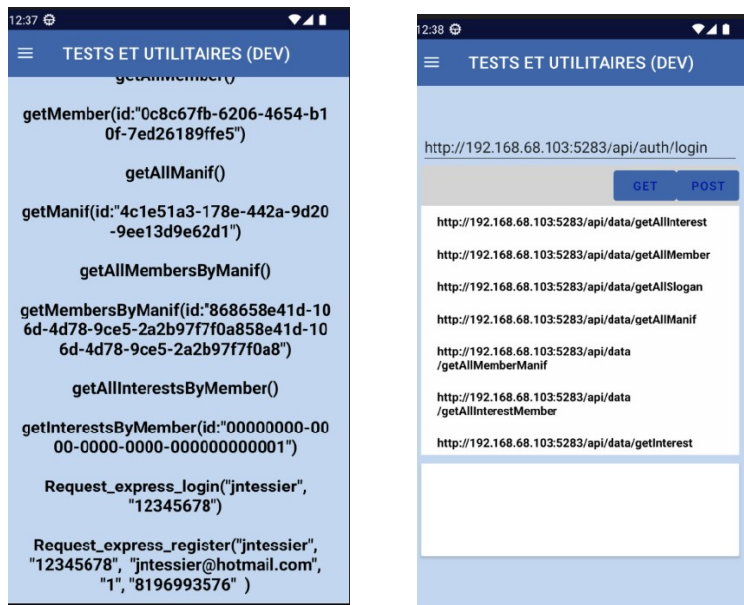 12:37
TESTS ET UTILITAIRES (DEV)
getAllMember()
getMember(id:"0c8c67fb-6206-4654-b1
0f-7ed26189ffe5")
getAllManif()
getManif(id:"4c1e51a3-178e-442a-9d20
-9ee13d9e62d1")
getAllMembersByManif()
getMembersByManif(id:"868658e41d-10
6d-4d78-9ce5-2a2b97f7f0a858e41d-10
6d-4d78-9ce5-2a2b97f7f0a8")
getAllInterestsByMember()
getInterestsByMember(id:"00000000-00
00-0000-0000-000000000001")
Request_express_login("jntessier",
"12345678")
Request_express_register("jntessier",
"12345678", "jntessier@hotmail.com",
"1", "8196993576" )
12:38
TESTS ET UTILITAIRES (DEV)
http://192.168.68.103:5283/api/auth/login
GET POST
http://192.168.68.103:5283/api/data/getAllInterest
http://192.168.68.103:5283/api/data/getAllMember
http://192.168.68.103:5283/api/data/getAllSlogan
http://192.168.68.103:5283/api/data/getAllManif
http://192.168.68.103:5283/api/data
/getAllMemberManif
http://192.168.68.103:5283/api/data
/getAllInterestMember
http://192.168.68.103:5283/api/data/getInterest